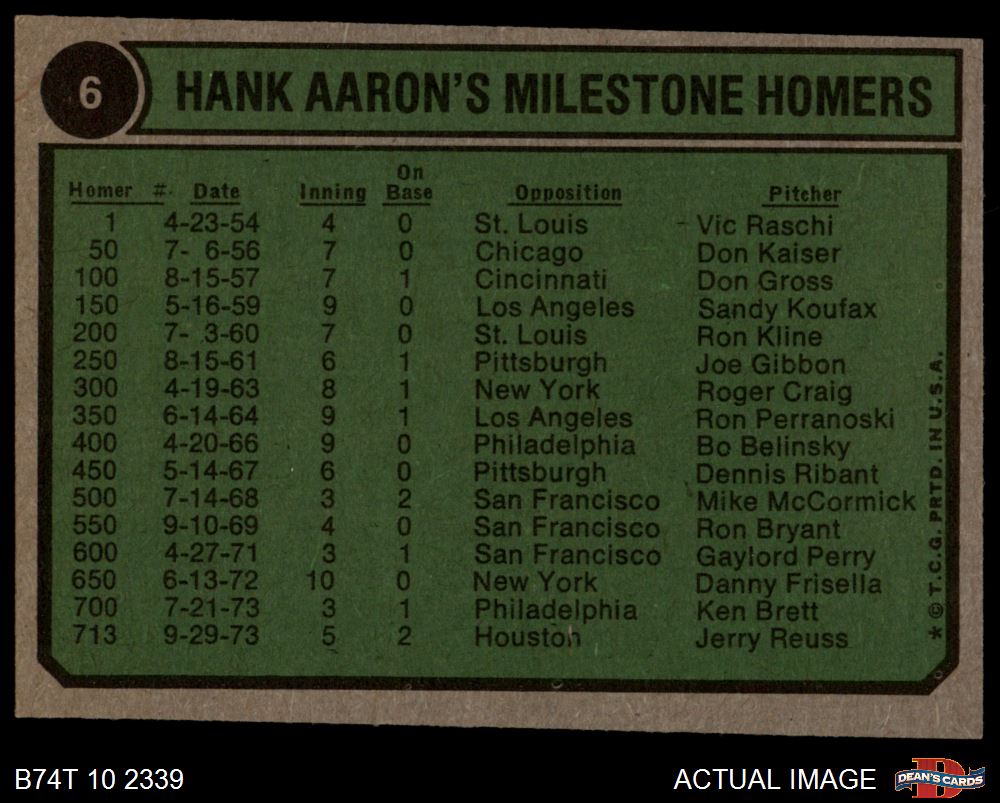 6 HANK AARON'S MILESTONE HOMERS
Homer # Date Inning On Base Opposition Pitcher
1 4-23-54 4 0 St. Louis Vic Raschi
50 7- 6-56 7 0 Chicago Don Kaiser
100 8-15-57 7 1 Cincinnati Don Gross
150 5-16-59 9 0 Los Angeles Sandy Koufax
200 7- 3-60 7 0 St. Louis Ron Kline
250 8-15-61 6 1 Pittsburgh Joe Gibbon
300 4-19-63 8 1 New York Roger Craig
350 6-14-64 9 1 Los Angeles Ron Perranoski
400 4-20-66 9 0 Philadelphia Bo Belinsky
450 5-14-67 6 0 Pittsburgh Dennis Ribant
500 7-14-68 3 2 San Francisco Mike McCormick
550 9-10-69 4 0 San Francisco Ron Bryant
600 4-27-71 3 1 San Francisco Gaylord Perry
650 6-13-72 10 0 New York Danny Frisella
700 7-21-73 3 1 Philadelphia Ken Brett
713 9-29-73 5 2 Houston Jerry Reuss
* © T.C.G. PRTD. IN U.S.A.
B74T 10 2339 ACTUAL IMAGE DEAN'S CARDS